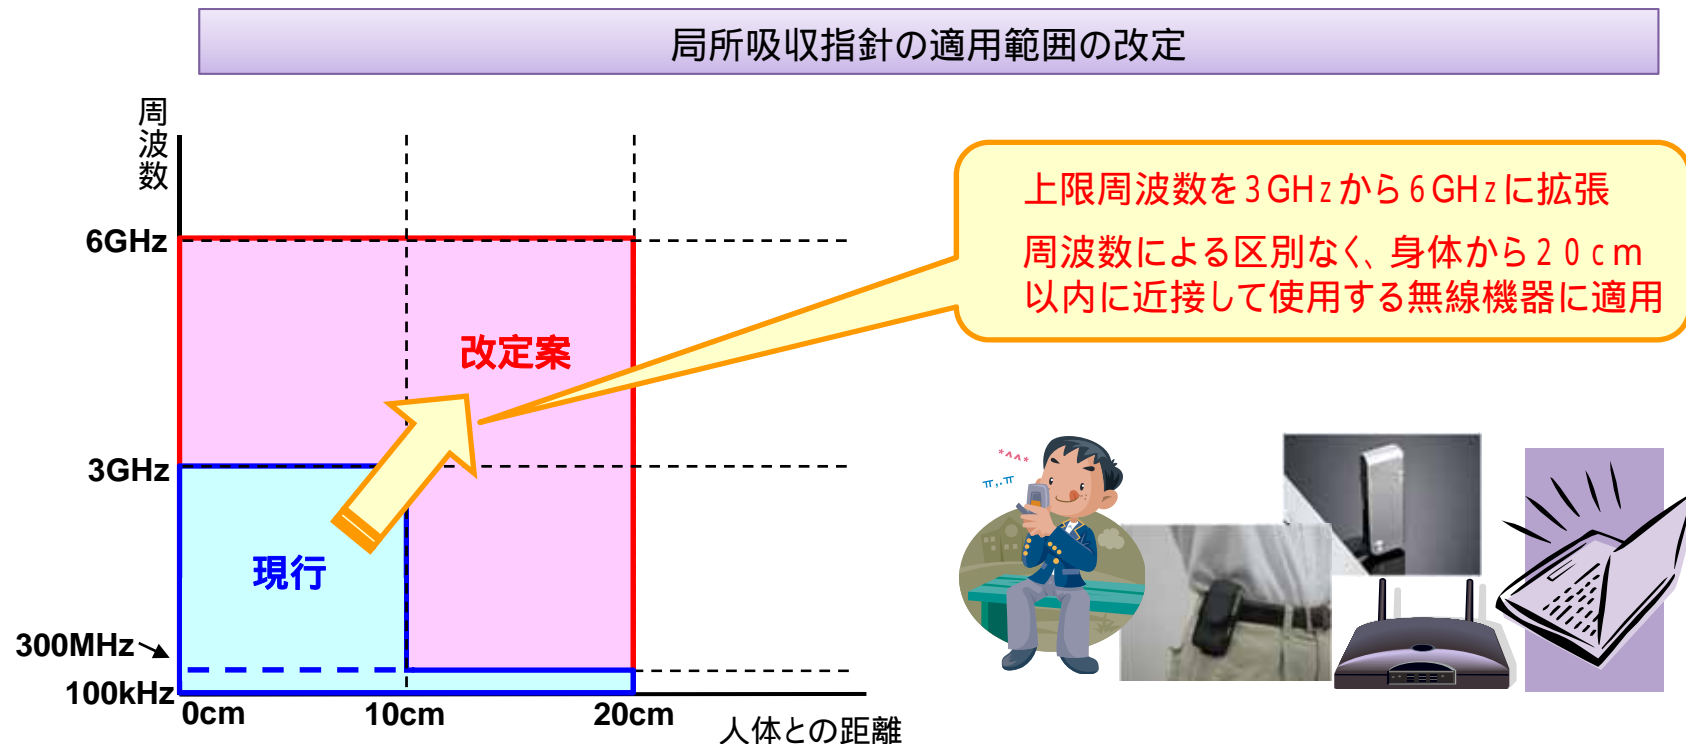 局所吸収指針の適用範囲の改定
周波数
6GHz
3GHz
300MHz
100kHz
0cm
10cm
20cm
人体との距離
改定案
現行
上限周波数を3GHzから6GHzに拡張
周波数による区別なく、身体から20cm
以内に近接して使用する無線機器に適用
*^^*
π,.π